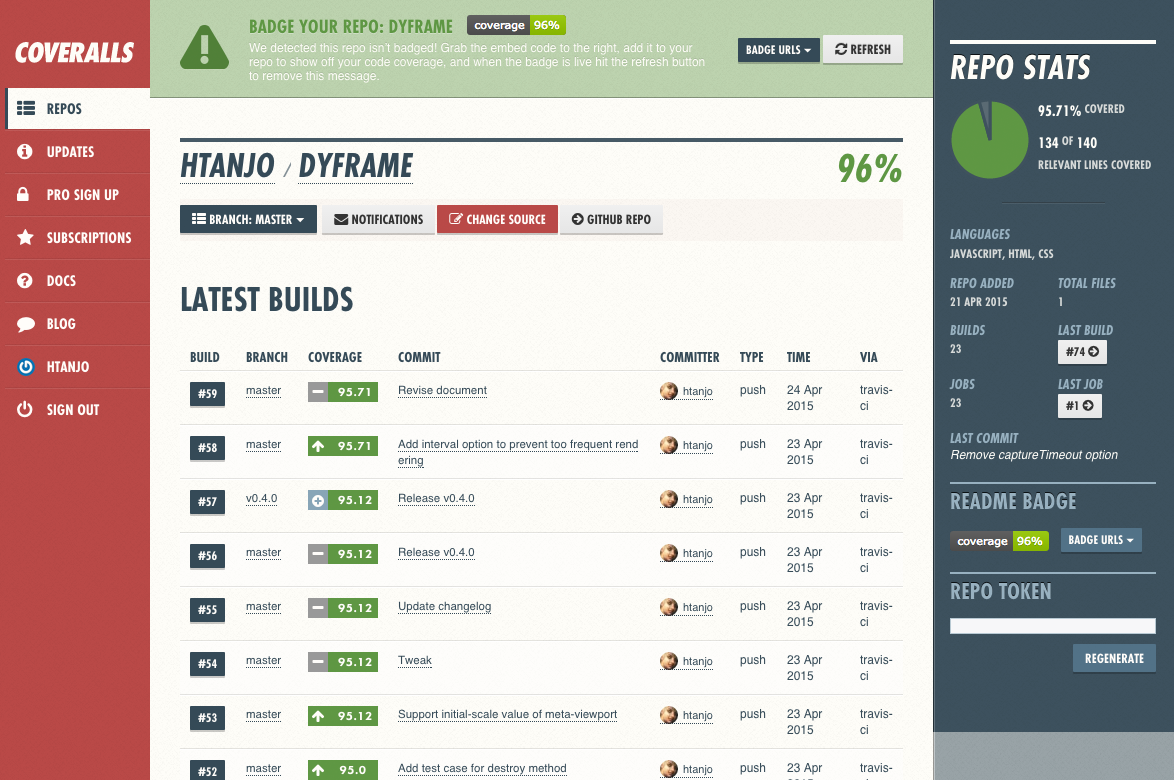 COVERALLS
REPOS
UPDATES
PRO SIGN UP
SUBSCRIPTIONS
DOCS
BLOG
HTANJO
SIGN OUT
BADGE YOUR REPO: DYFRAME coverage 96%
We detected this repo isn't badged! Grab the embed code to the right, add it to your
repo to show off your code coverage, and when the badge is live hit the refresh button
to remove this message.
BADGE URLS
REFRESH
HTANJO / DYFRAME
96%
BRANCH: MASTER
NOTIFICATIONS
CHANGE SOURCE
GITHUB REPO
LATEST BUILDS
BUILD BRANCH COVERAGE COMMIT COMMITTER TYPE TIME VIA
#59 master 95.71 Revise document htanjo push 24 Apr travis-
2015 ci
#58 master 95.71 Add interval option to prevent too frequent rend htanjo push 23 Apr travis-
ering 2015 ci
#57 v0.4.0 95.12 Release v0.4.0 htanjo push 23 Apr travis-
2015 ci
#56 master 95.12 Release v0.4.0 htanjo push 23 Apr travis-
2015 ci
#55 master 95.12 Update changelog htanjo push 23 Apr travis-
2015 ci
#54 master 95.12 Tweak htanjo push 23 Apr travis-
2015 ci
#53 master 95.12 Support initial-scale value of meta-viewport htanjo push 23 Apr travis-
2015 ci
#52 master 95.0 Add test case for destroy method htanjo push 23 Apr travis-
REPO STATS
95.71% COVERED
134 OF 140
RELEVANT LINES COVERED
LANGUAGES
JAVASCRIPT, HTML, CSS
REPO ADDED TOTAL FILES
21 APR 2015 1
BUILDS LAST BUILD
23 #74
JOBS LAST JOB
23 #1
LAST COMMIT
Remove captureTimeout option
README BADGE
coverage 96% BADGE URLS
REPO TOKEN
REGENERATE